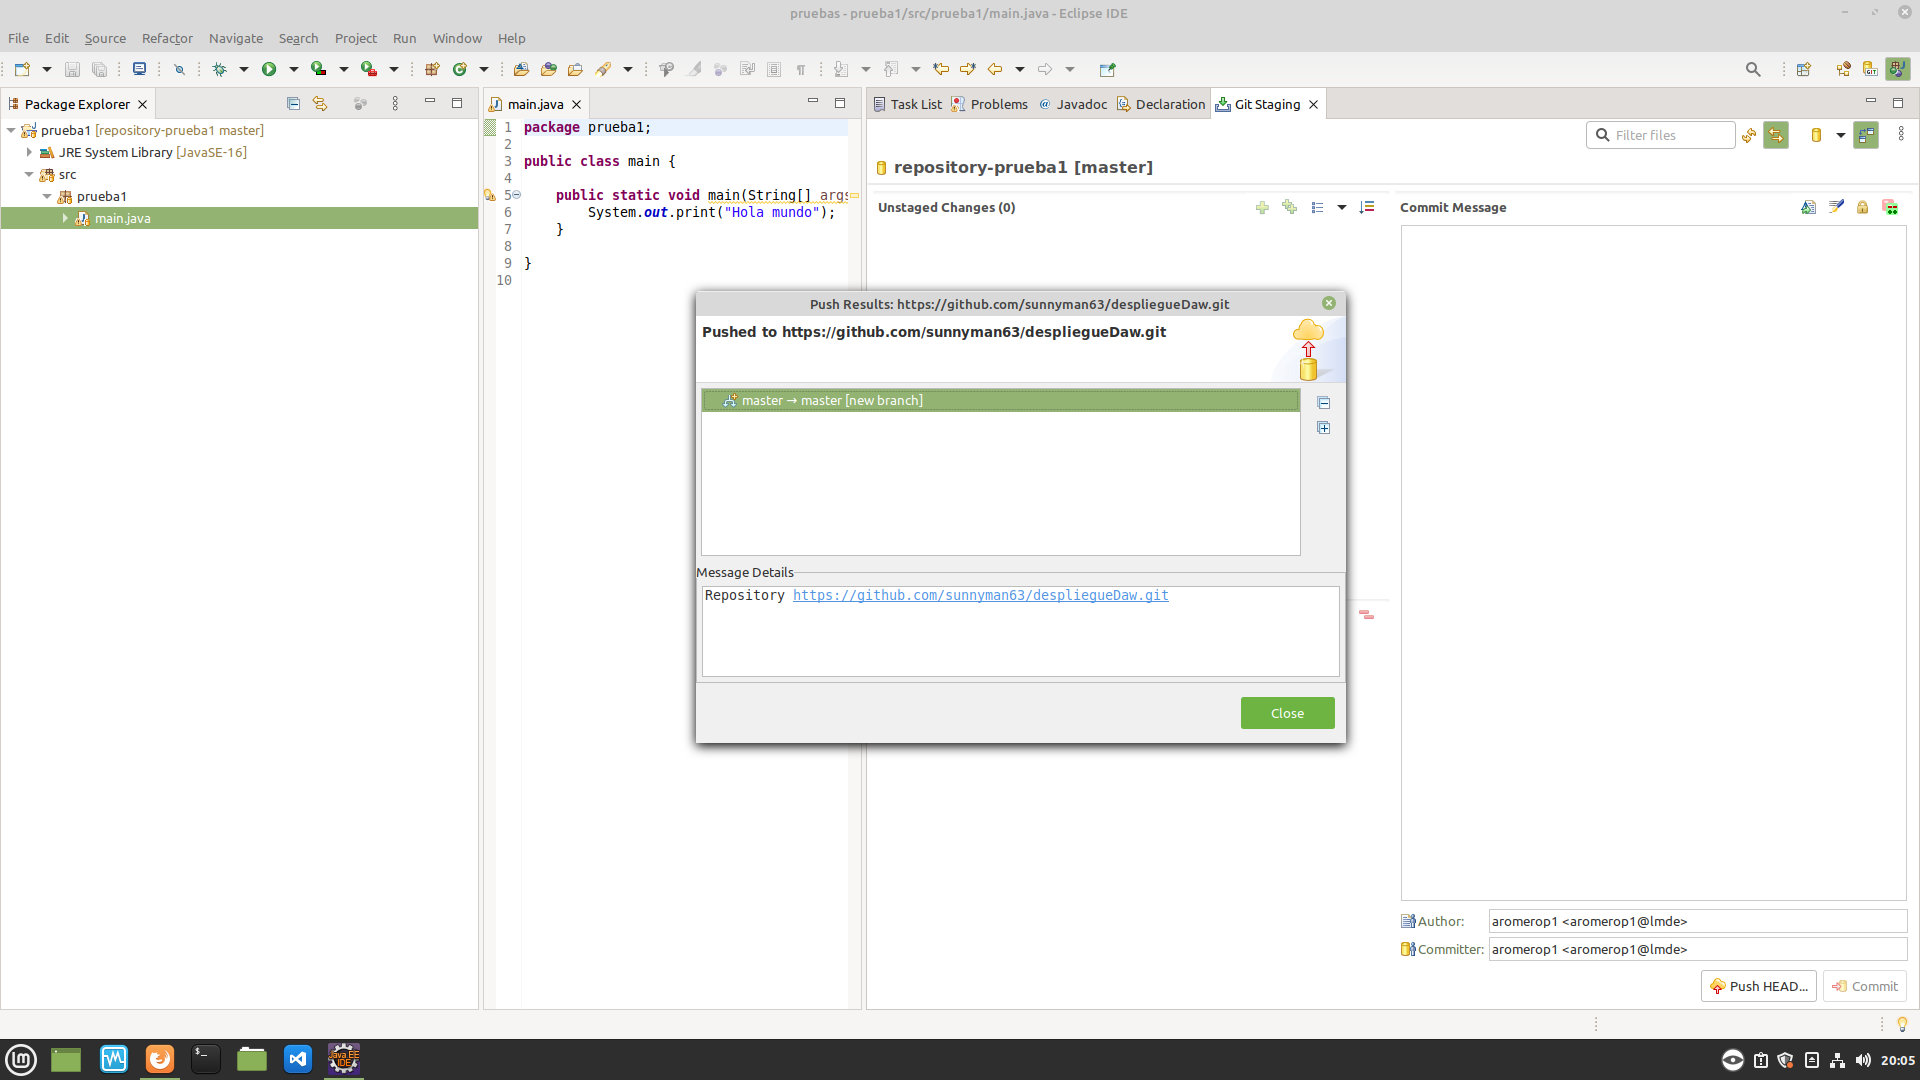 pruebas - prueba1/src/prueba1/main.java - Eclipse IDE
File Edit Source Refactor Navigate Search Project Run Window Help
Package Explorer
prueba1 [repository-prueba1 master]
JRE System Library [JavaSE-16]
src
prueba1
main.java
main.java
1 package prueba1;
2
3 public class main {
4
5 public static void main(String[] args
6 System.out.print("Hola mundo");
7 }
8
9 }
10
Task List Problems @ Javadoc Declaration Git Staging
Filter files
repository-prueba1 [master]
Unstaged Changes (0)
Commit Message
Push Results: https://github.com/sunnyman63/despliegueDaw.git
Pushed to https://github.com/sunnyman63/despliegueDaw.git
master → master [new branch]
Message Details
Repository https://github.com/sunnyman63/despliegueDaw.git
Close
Author: aromerop1 <aromerop1@lmde>
Committer: aromerop1 <aromerop1@lmde>
Push HEAD... Commit
Java EE
IDE
20:05